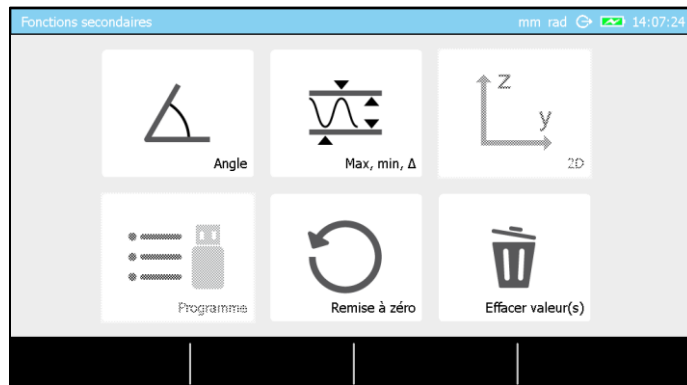 Fonctions secondaires mm rad 14:07:24
Angle
Max, min, Δ
z
y
2D
Programme
Remise à zéro
Effacer valeur(s)